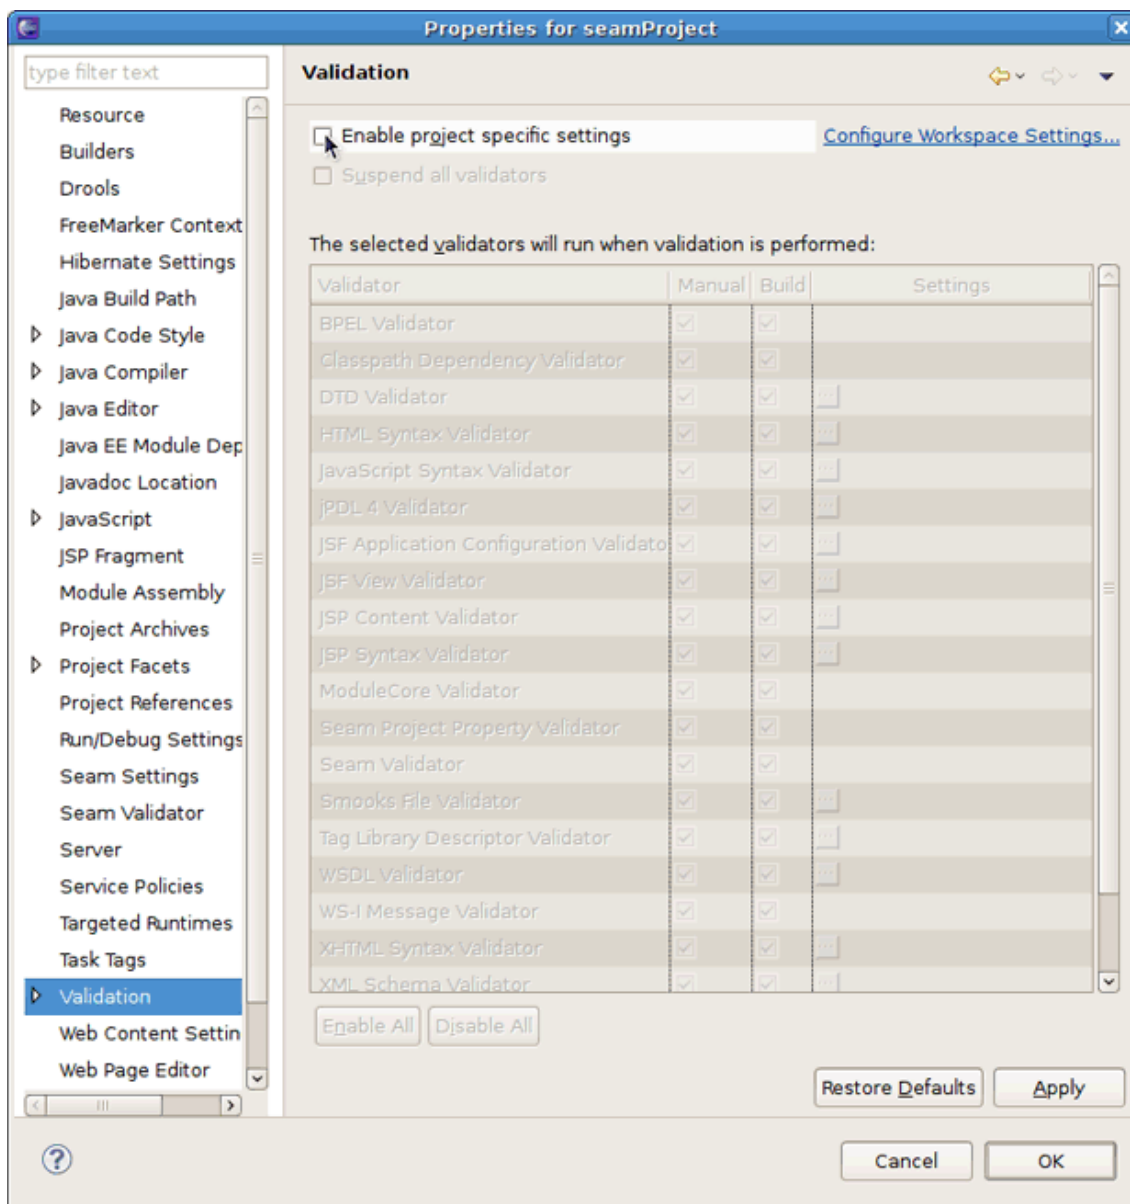 Properties for seamProject
type filter text
Resource
Builders
Drools
FreeMarker Context
Hibernate Settings
Java Build Path
Java Code Style
Java Compiler
Java Editor
Java EE Module Dep
Javadoc Location
JavaScript
JSP Fragment
Module Assembly
Project Archives
Project Facets
Project References
Run/Debug Settings
Seam Settings
Seam Validator
Server
Service Policies
Targeted Runtimes
Task Tags
Validation
Web Content Settin
Web Page Editor
Validation
Enable project specific settings Configure Workspace Settings...
Suspend all validators
The selected validators will run when validation is performed:
Validator Manual Build Settings
BPEL Validator
Classpath Dependency Validator
DTD Validator ...
HTML Syntax Validator ...
JavaScript Syntax Validator ...
jPDL 4 Validator ...
JSF Application Configuration Validato ...
JSF View Validator ...
JSP Content Validator ...
JSP Syntax Validator ...
ModuleCore Validator
Seam Project Property Validator
Seam Validator
Smooks File Validator ...
Tag Library Descriptor Validator ...
WSDL Validator ...
WS-I Message Validator
XHTML Syntax Validator ...
XML Schema Validator ...
Enable All Disable All
Restore Defaults Apply
? Cancel OK